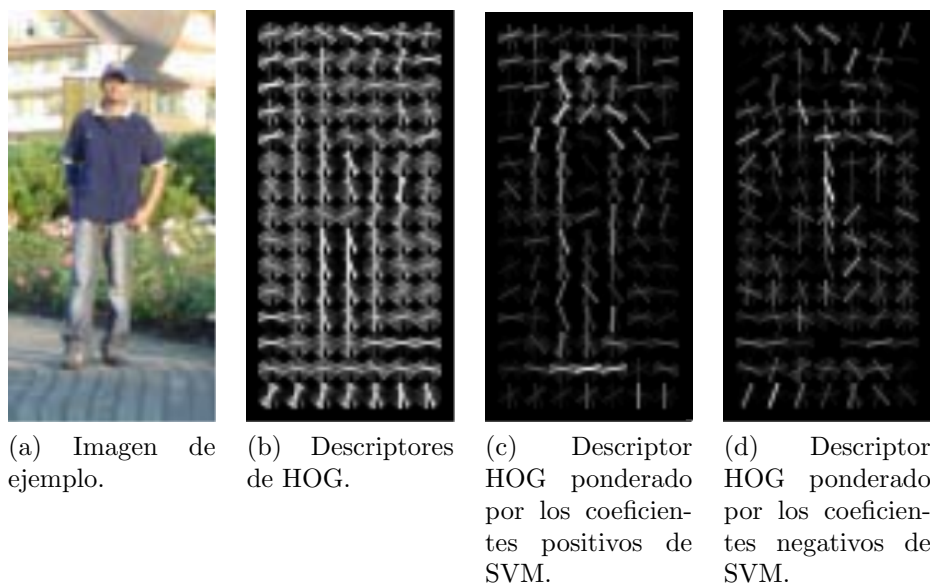 (a) Imagen de
ejemplo.
(b) Descriptores
de HOG.
(c) Descriptor
HOG ponderado
por los coeficien-
tes positivos de
SVM.
(d) Descriptor
HOG ponderado
por los coeficien-
tes negativos de
SVM.